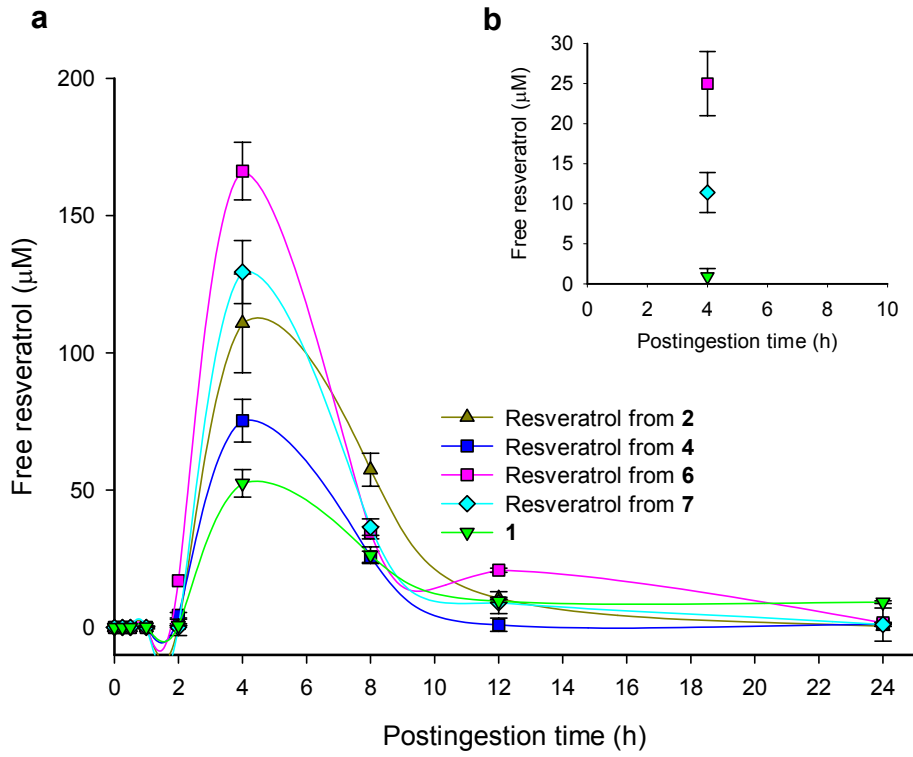 a
b
200
150
100
50
0
Free resveratrol (μM)
0 2 4 6 8 10 12 14 16 18 20 22 24
Postingestion time (h)
30
25
20
15
10
5
0
Free resveratrol (μM)
0 2 4 6 8 10
Postingestion time (h)
Resveratrol from 2
Resveratrol from 4
Resveratrol from 6
Resveratrol from 7
1